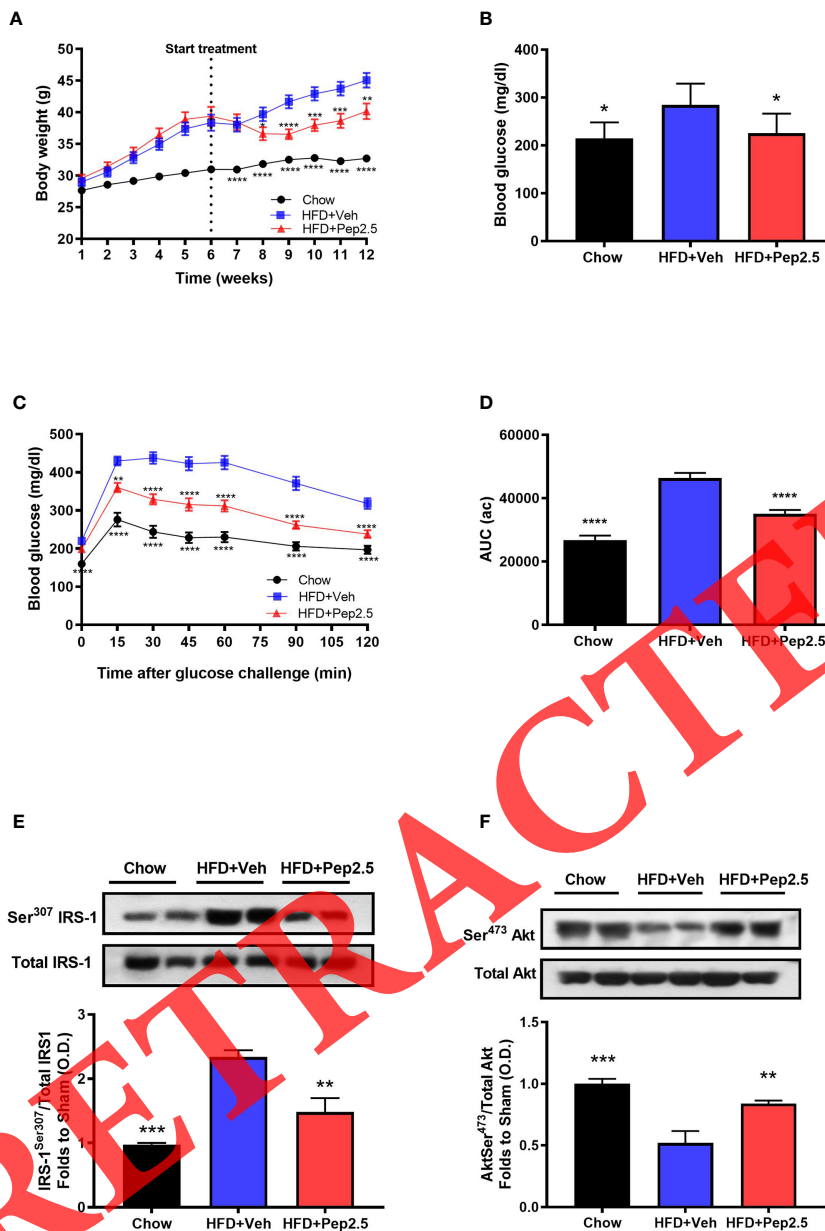 A
Start treatment
Body weight (g)
50
45
40
35
30
25
20
* **** *** *** **
**** **** **** **** **** ****
Chow
HFD+Veh
HFD+Pep2.5
1 2 3 4 5 6 7 8 9 10 11 12
Time (weeks)
B
Blood glucose (mg/dl)
400
300
200
100
0
* *
Chow HFD+Veh HFD+Pep2.5
C
Blood glucose (mg/dl)
500
400
300
200
100
0
** **** **** **** **** ****
**** **** **** **** **** **** ****
Chow
HFD+Veh
HFD+Pep2.5
0 15 30 45 60 75 90 105 120
Time after glucose challenge (min)
D
AUC (ac)
60000
40000
20000
0
**** ****
Chow HFD+Veh HFD+Pep2.5
E
Chow HFD+Veh HFD+Pep2.5
Ser³⁰⁷ IRS-1
Total IRS-1
IRS-1ˢᵉʳ³⁰⁷/Total IRS1
Folds to Sham (O.D.)
3
2
1
0
*** **
Chow HFD+Veh HFD+Pep2.5
F
Chow HFD+Veh HFD+Pep2.5
Ser⁴⁷³ Akt
Total Akt
AktSer⁴⁷³/Total Akt
Folds to Sham (O.D.)
1.5
1.0
0.5
0.0
*** **
Chow HFD+Veh HFD+Pep2.5
RETRACTE